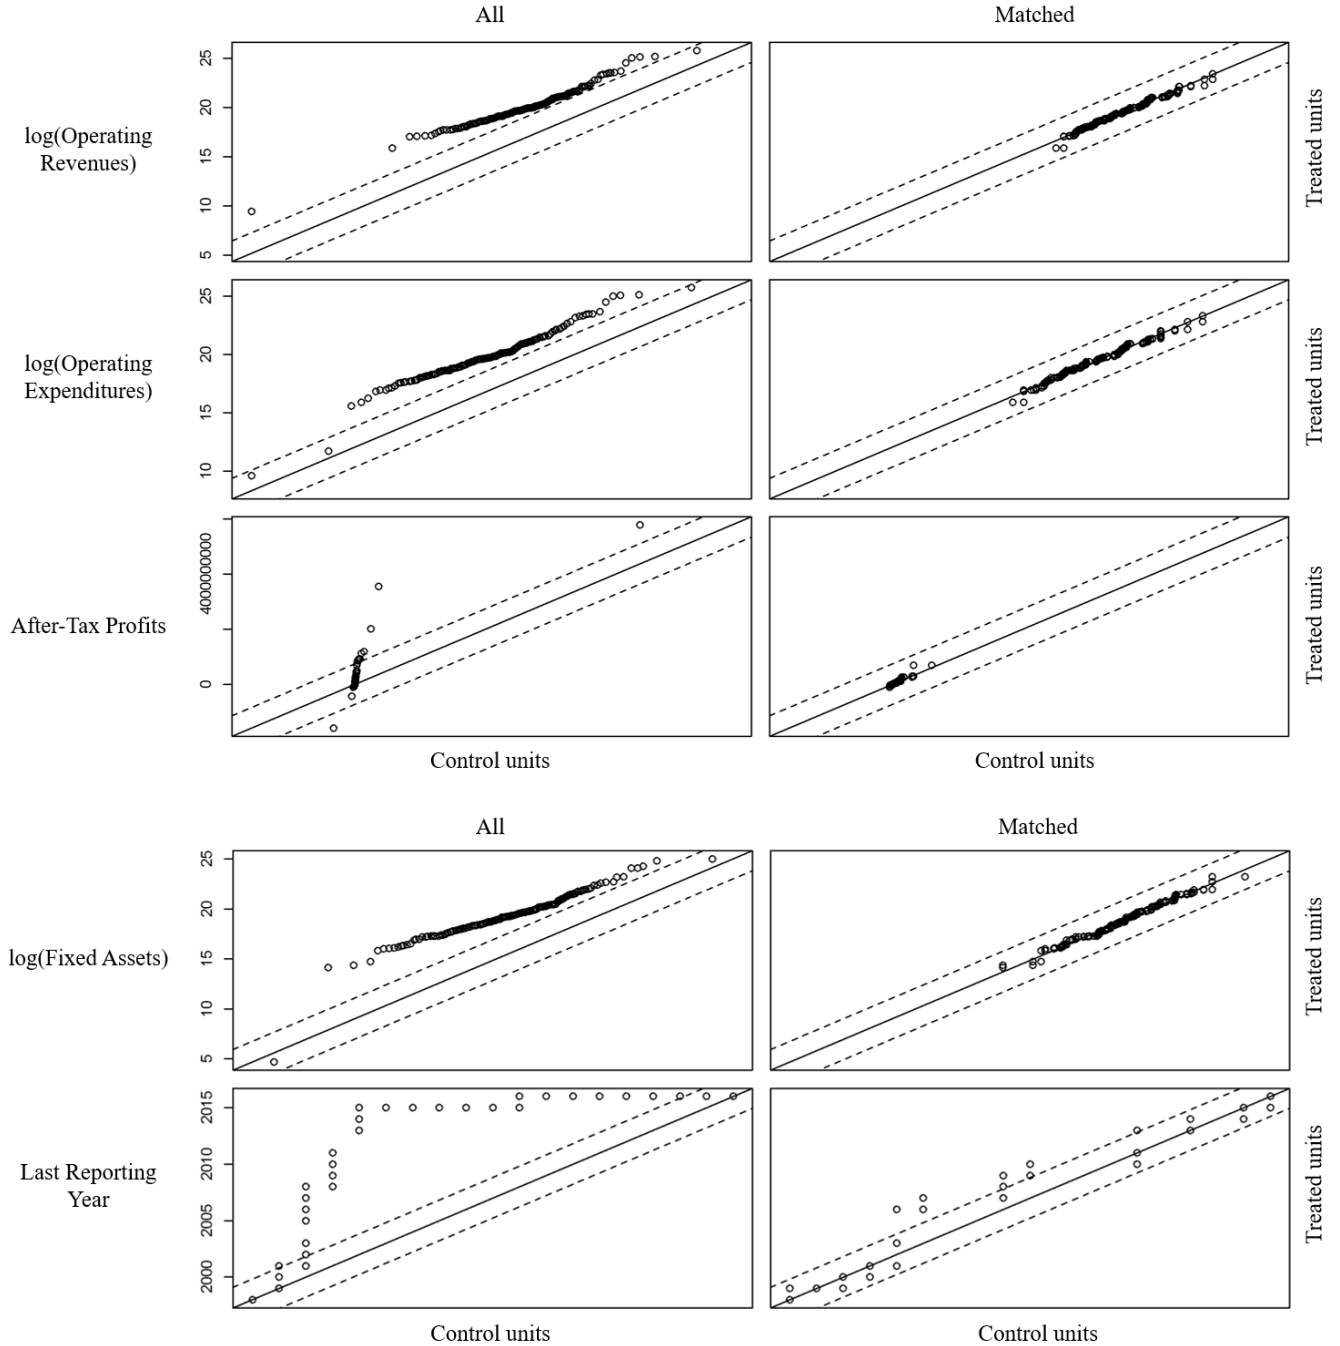 All
Matched
log(Operating
Revenues)
25
20
15
10
5
Treated units
log(Operating
Expenditures)
25
20
15
10
Treated units
After-Tax Profits
40000000000
0
Treated units
Control units
Control units
All
Matched
log(Fixed Assets)
25
20
15
10
5
Treated units
Last Reporting
Year
2015
2010
2005
2000
Treated units
Control units
Control units